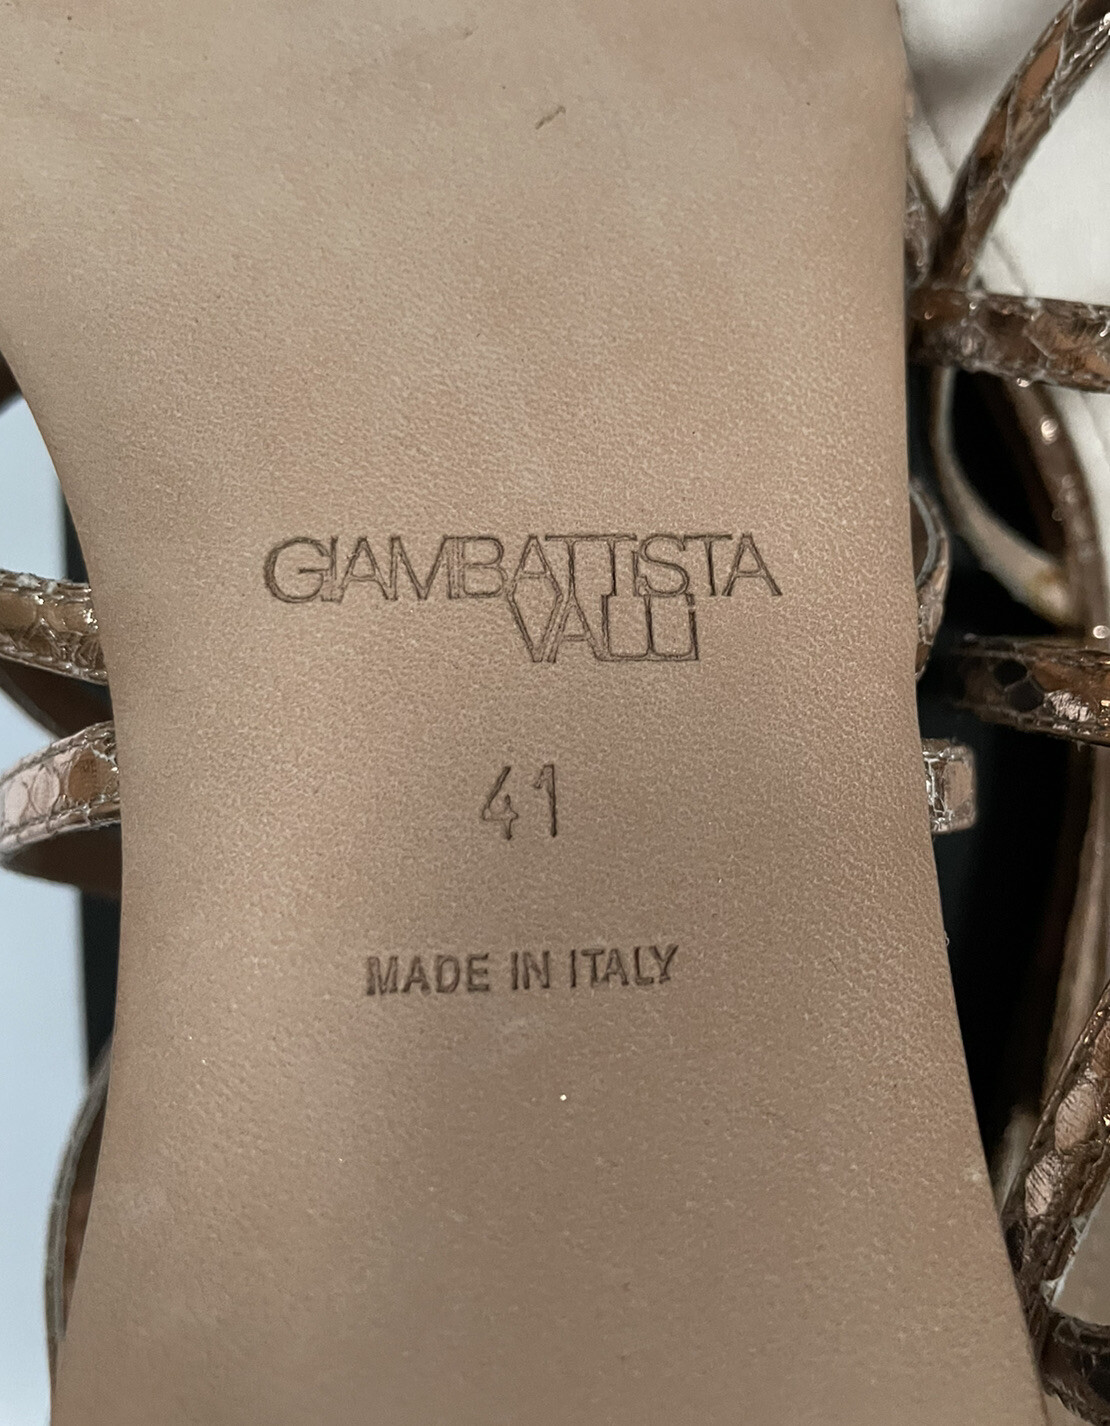 GIAMBATTISTA
VALLI
41
MADE IN ITALY